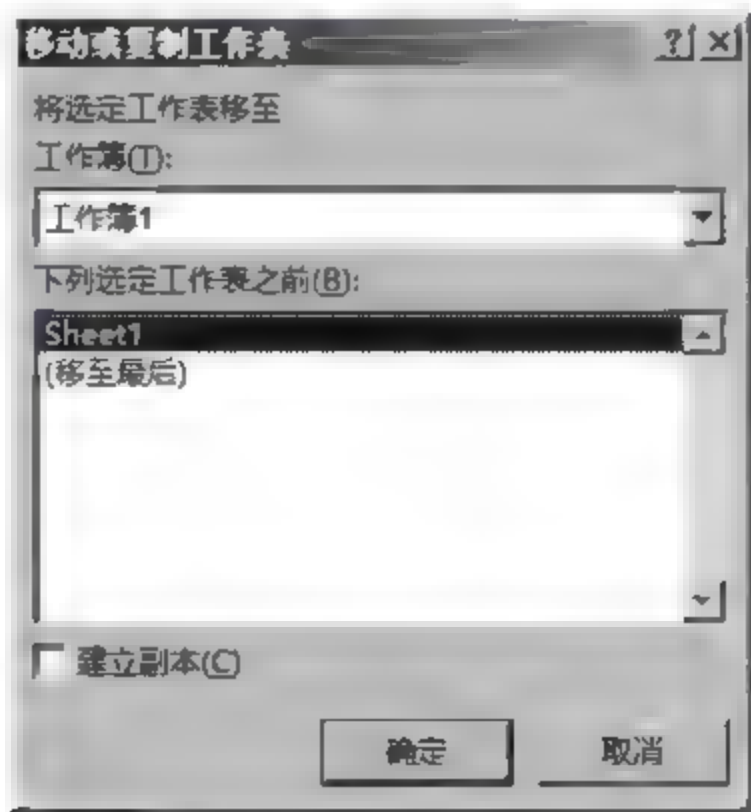 移动或复制工作表
将选定工作表移至
工作簿(T):
工作簿1
下列选定工作表之前(B):
Sheet1
(移至最后)
建立副本(C)
确定 取消